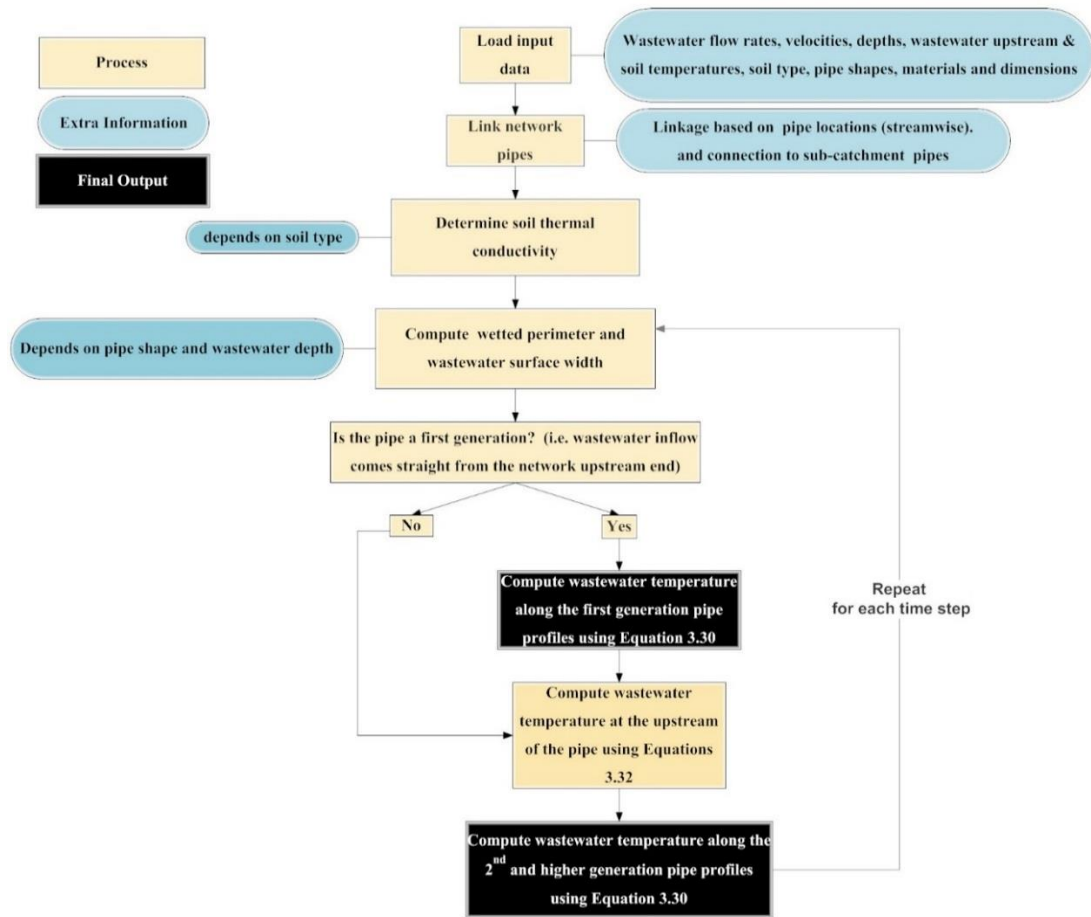 Process
Extra Information
Final Output
Load input
data
Wastewater flow rates, velocities, depths, wastewater upstream &
soil temperatures, soil type, pipe shapes, materials and dimensions
Link network
pipes
Linkage based on pipe locations (streamwise).
and connection to sub-catchment pipes
Determine soil thermal
conductivity
depends on soil type
Compute wetted perimeter and
wastewater surface width
Depends on pipe shape and wastewater depth
Is the pipe a first generation? (i.e. wastewater inflow
comes straight from the network upstream end)
No
Yes
Compute wastewater temperature
along the first generation pipe
profiles using Equation 3.30
Repeat
for each time step
Compute wastewater
temperature at the upstream
of the pipe using Equations
3.32
Compute wastewater temperature along the
2nd and higher generation pipe profiles
using Equation 3.30